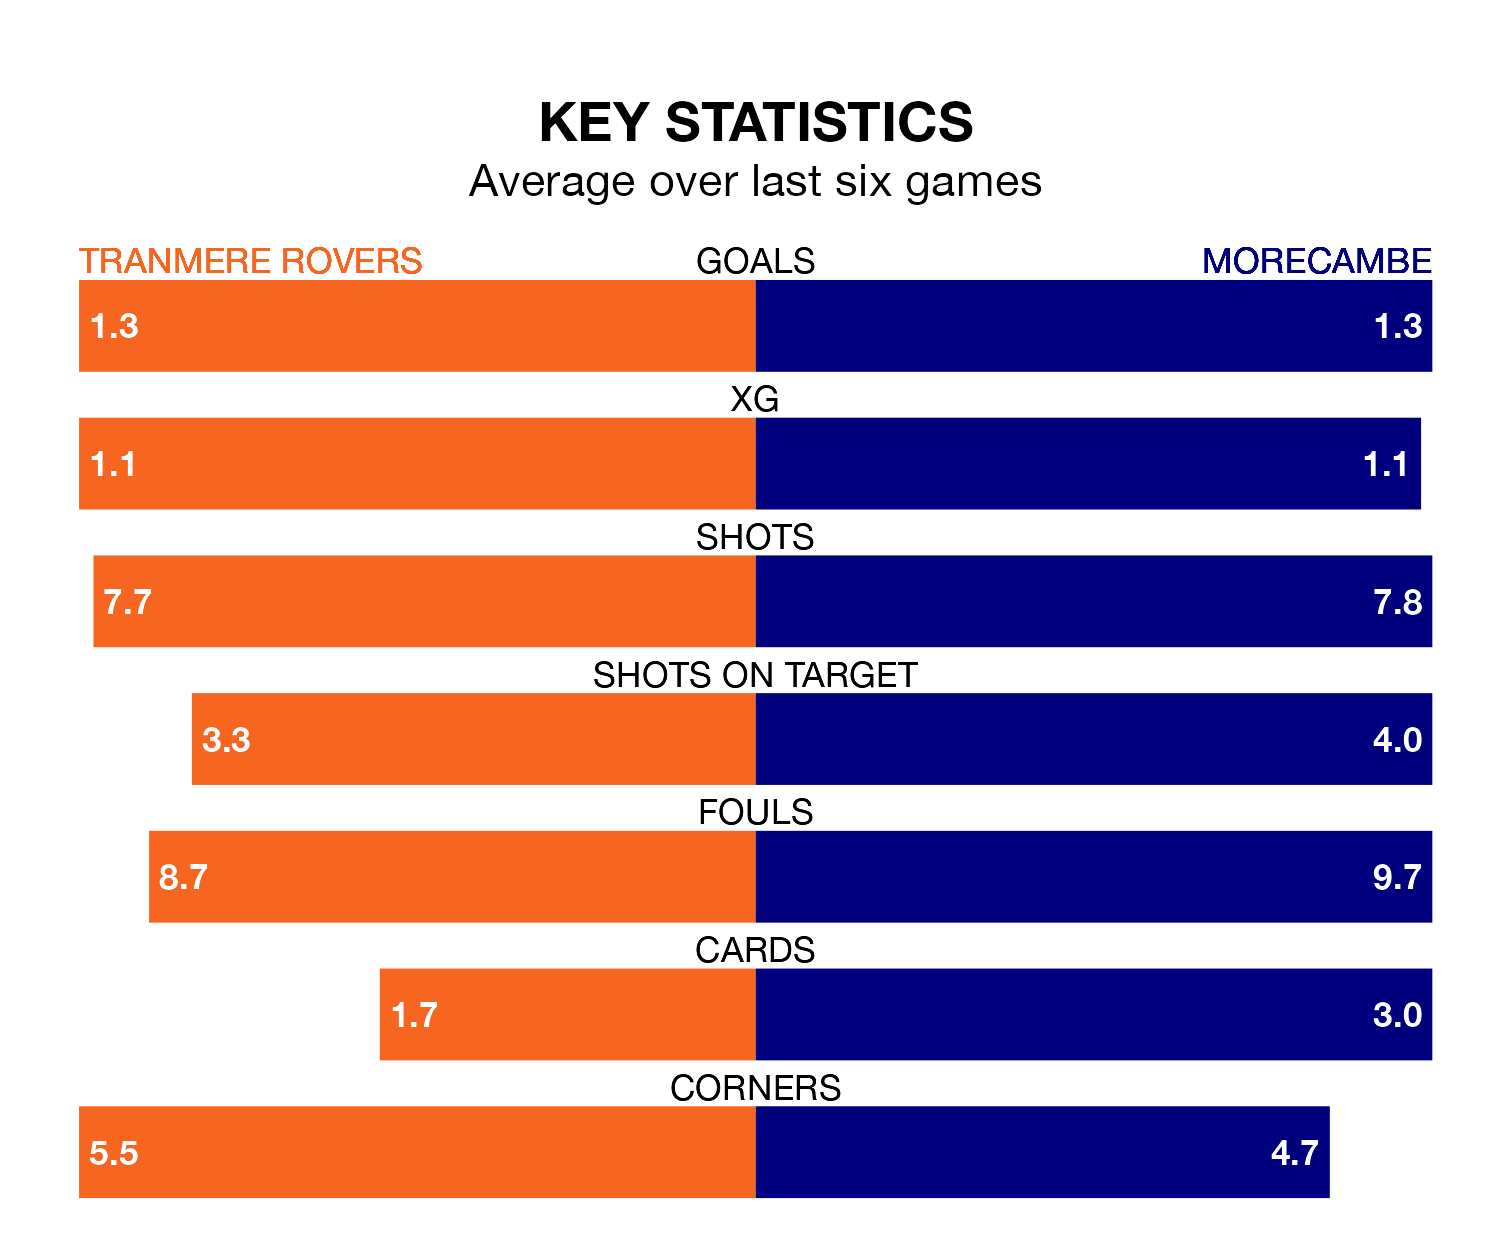 KEY STATISTICS
Average over last six games
TRANMERE ROVERS GOALS MORECAMBE
1.3 1.3
XG
1.1 1.1
SHOTS
7.7 7.8
SHOTS ON TARGET
3.3 4.0
FOULS
8.7 9.7
CARDS
1.7 3.0
CORNERS
5.5 4.7